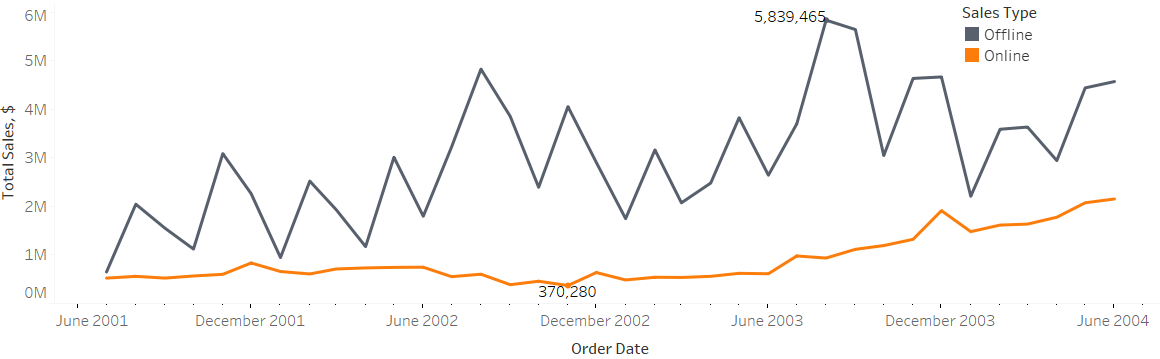 6M
5,839,465
Sales Type
Offline
Online
5M
4M
3M
2M
1M
0M
Total Sales, $
370,280
June 2001
December 2001
June 2002
December 2002
June 2003
December 2003
June 2004
Order Date